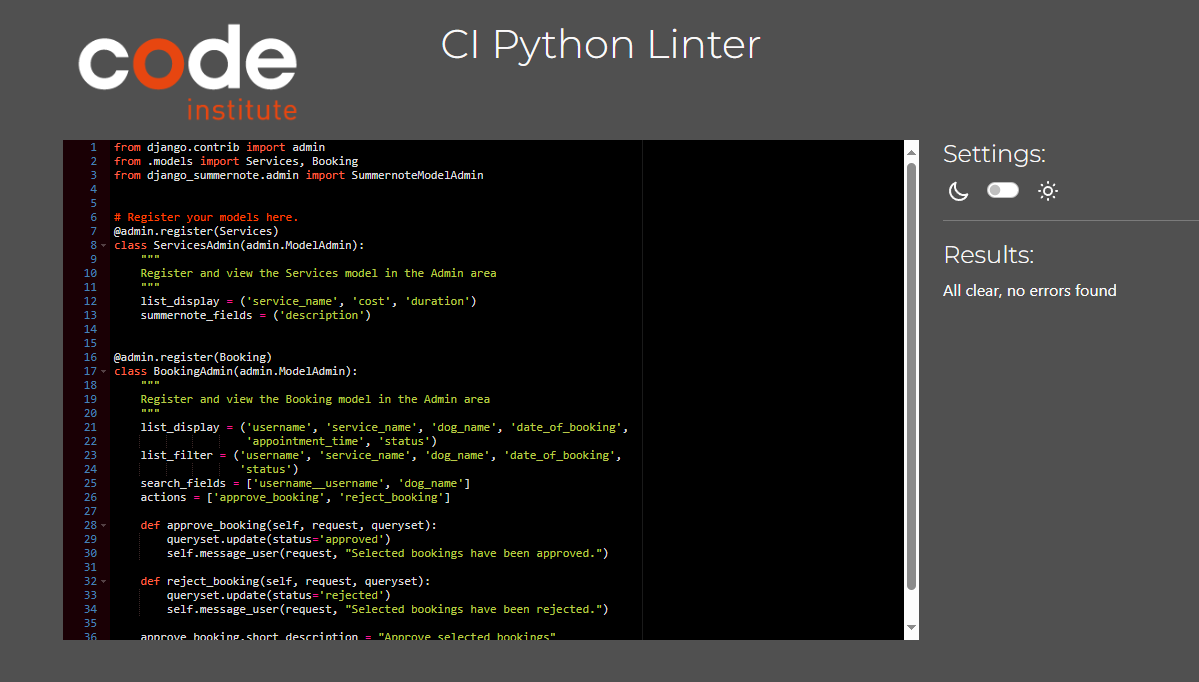 code
institute
CI Python Linter
1 from django.contrib import admin
2 from .models import Services, Booking
3 from django_summernote.admin import SummernoteModelAdmin
4
5
6 # Register your models here.
7 @admin.register(Services)
8 class ServicesAdmin(admin.ModelAdmin):
9     """
10     Register and view the Services model in the Admin area
11     """
12     list_display = ('service_name', 'cost', 'duration')
13     summernote_fields = ('description')
14
15
16 @admin.register(Booking)
17 class BookingAdmin(admin.ModelAdmin):
18     """
19     Register and view the Booking model in the Admin area
20     """
21     list_display = ('username', 'service_name', 'dog_name', 'date_of_booking',
22                     'appointment_time', 'status')
23     list_filter = ('username', 'service_name', 'dog_name', 'date_of_booking',
24                    'status')
25     search_fields = ['username__username', 'dog_name']
26     actions = ['approve_booking', 'reject_booking']
27
28     def approve_booking(self, request, queryset):
29         queryset.update(status='approved')
30         self.message_user(request, "Selected bookings have been approved.")
31
32     def reject_booking(self, request, queryset):
33         queryset.update(status='rejected')
34         self.message_user(request, "Selected bookings have been rejected.")
35
36     approve_booking.short_description = "Approve selected bookings"
Settings:
Results:
All clear, no errors found